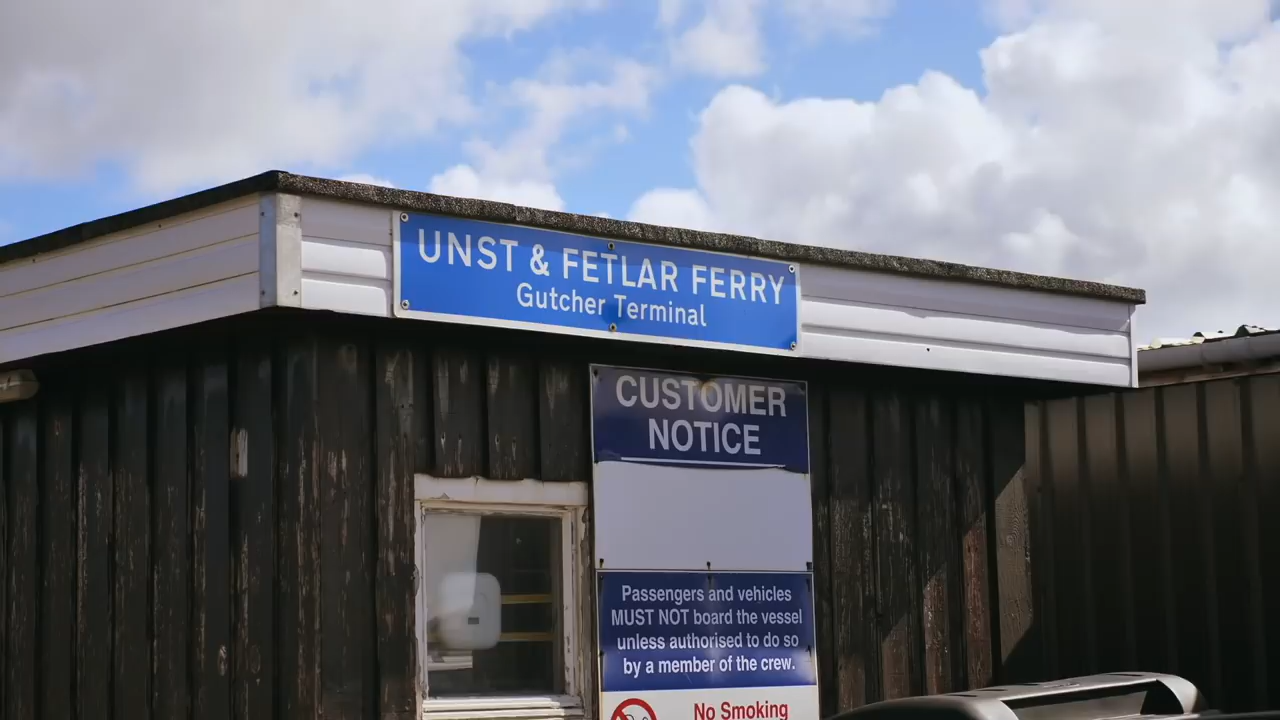 UNST & FETLAR FERRY
Gutcher Terminal
CUSTOMER
NOTICE
Passengers and vehicles
MUST NOT board the vessel
unless authorised to do so
by a member of the crew.
No Smoking